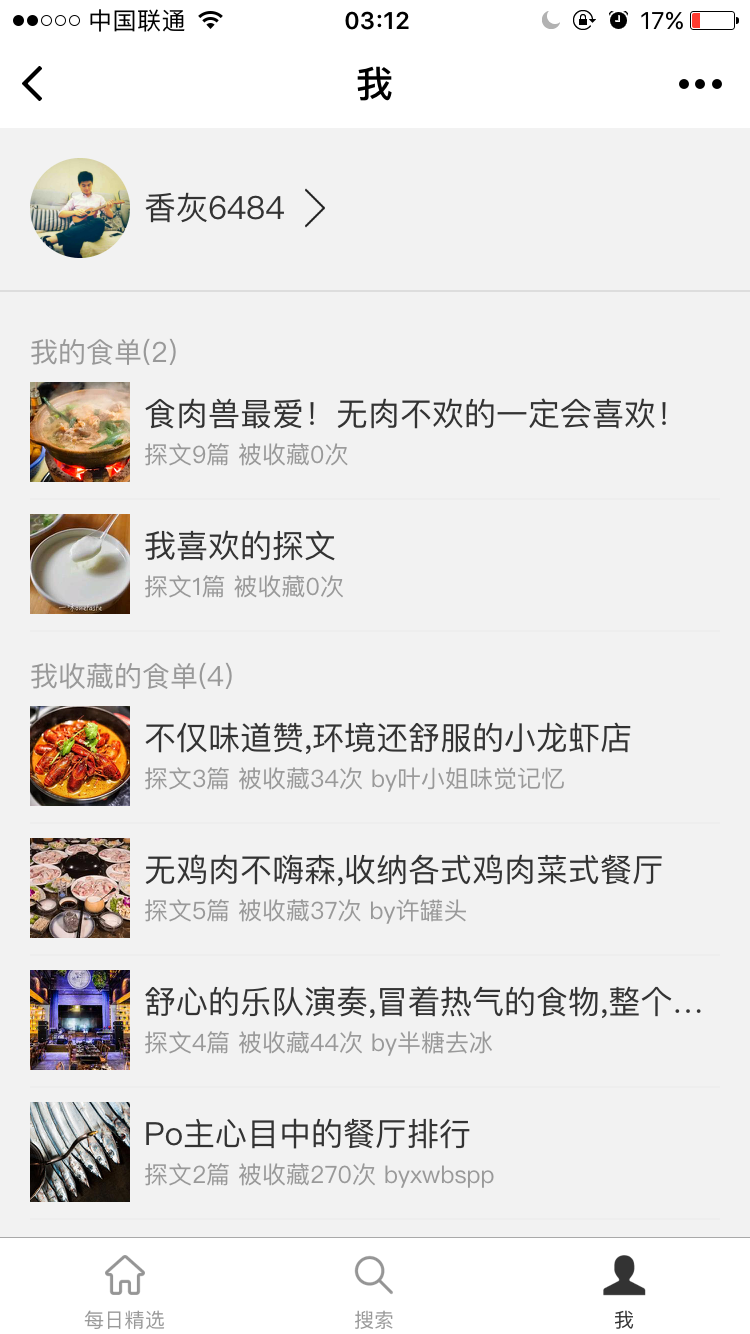 中国联通
03:12
17%
我
香灰6484
我的食单(2)
食肉兽最爱！无肉不欢的一定会喜欢！
探文9篇 被收藏0次
我喜欢的探文
探文1篇 被收藏0次
我收藏的食单(4)
不仅味道赞,环境还舒服的小龙虾店
探文3篇 被收藏34次 by叶小姐味觉记忆
无鸡肉不嗨森,收纳各式鸡肉菜式餐厅
探文5篇 被收藏37次 by许罐头
舒心的乐队演奏,冒着热气的食物,整个...
探文4篇 被收藏44次 by半糖去冰
Po主心目中的餐厅排行
探文2篇 被收藏270次 byxwbspp
每日精选
搜索
我